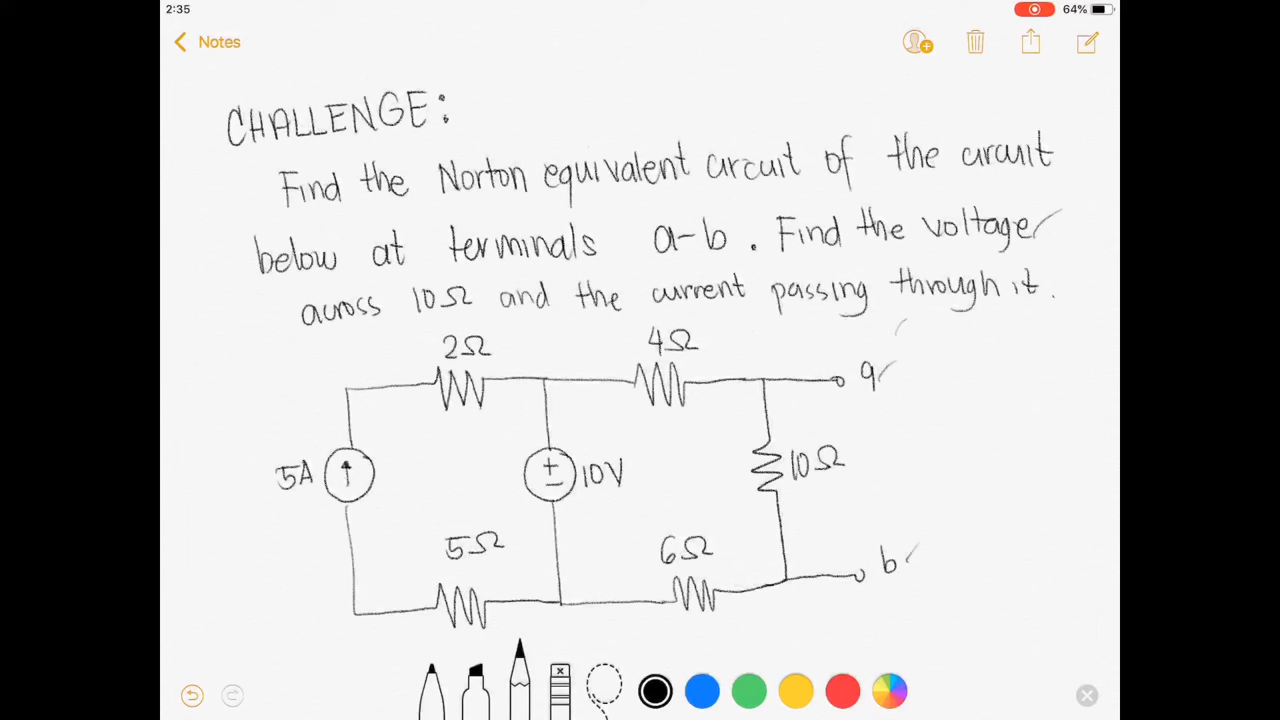 2:35
64%
Notes
CHALLENGE:
Find the Norton equivalent circuit of the circuit
below at terminals a-b. Find the voltage
across 10Ω and the current passing through it.
2Ω
4Ω
a
5A
+
-
10V
10Ω
5Ω
6Ω
b